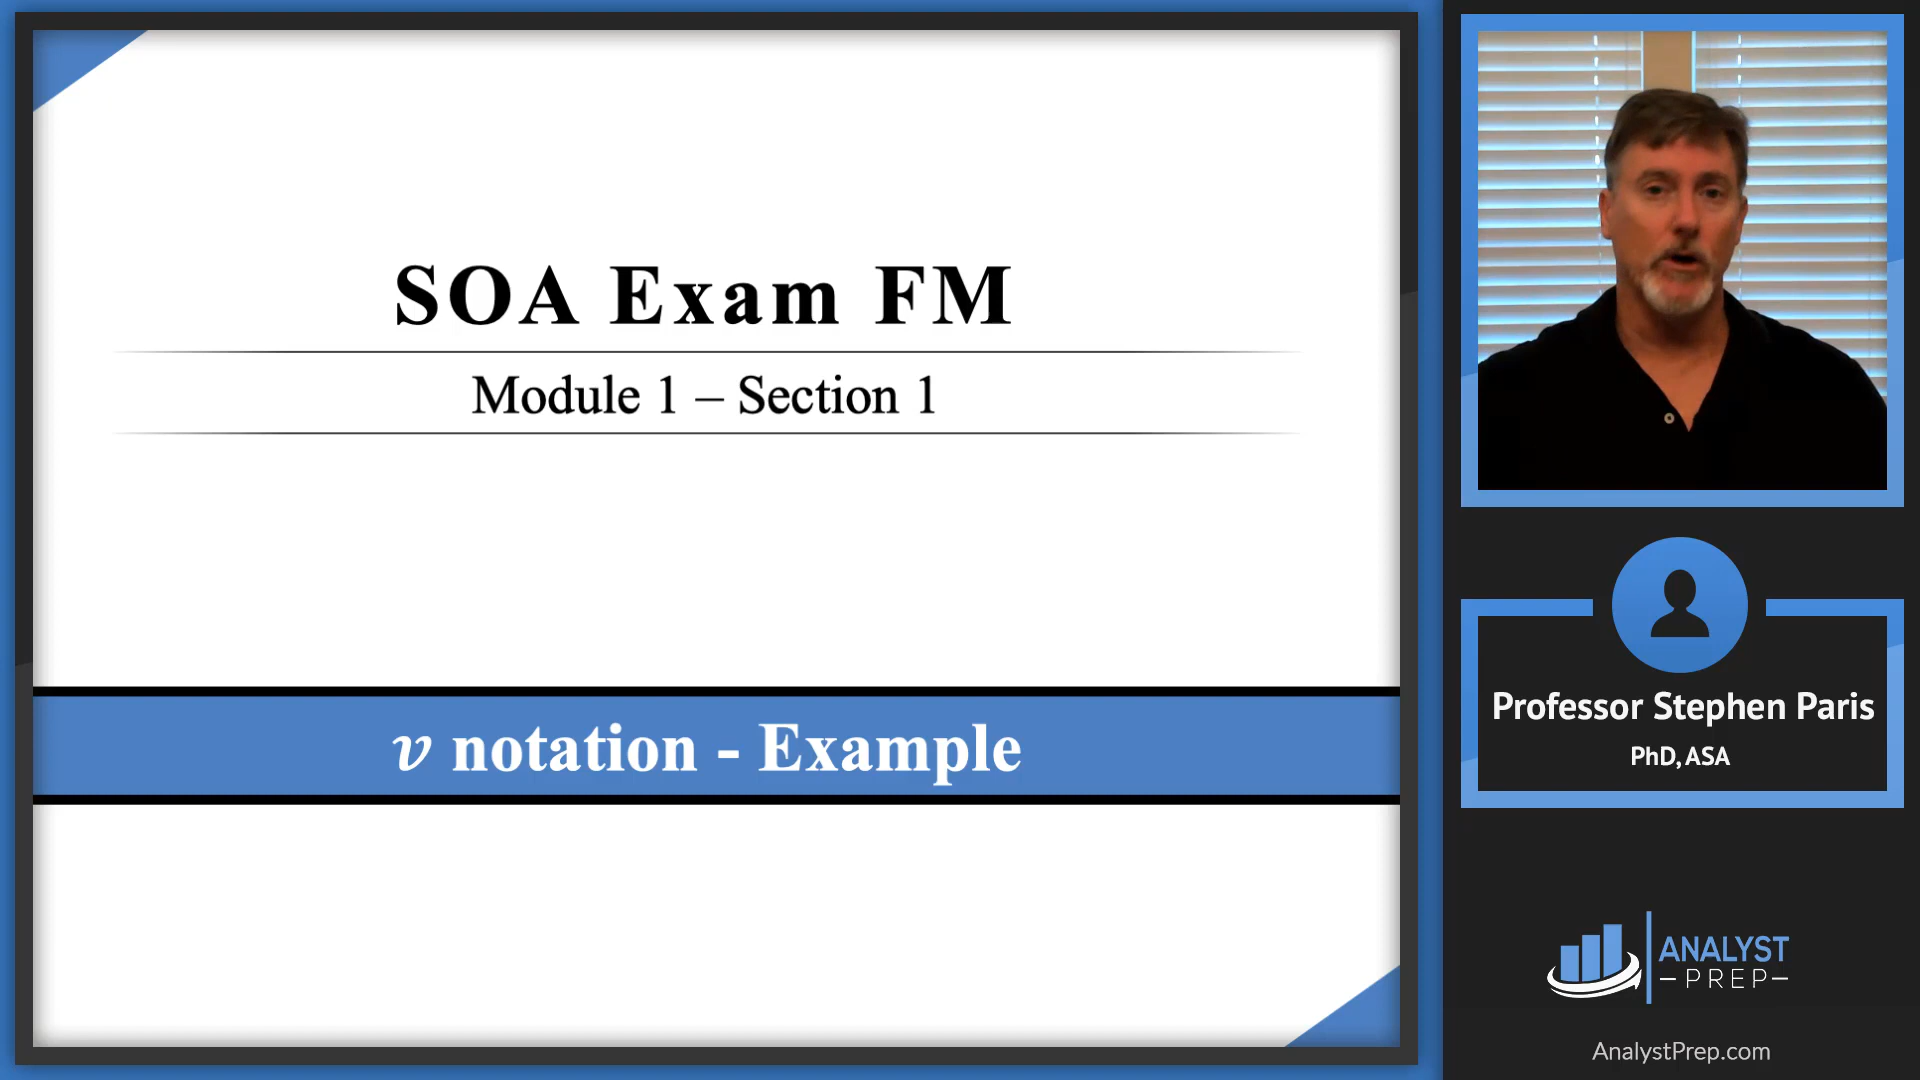 SOA Exam FM
Module 1 – Section 1
v notation - Example
Professor Stephen Paris
PhD, ASA
ANALYST
PREP
AnalystPrep.com